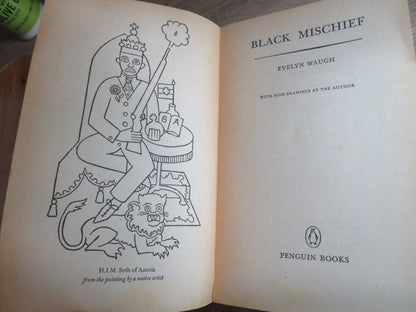 H.I.M. Seth of Azania
from the painting by a native artist
BLACK MISCHIEF
EVELYN WAUGH
WITH NINE DRAWINGS BY THE AUTHOR
PENGUIN BOOKS